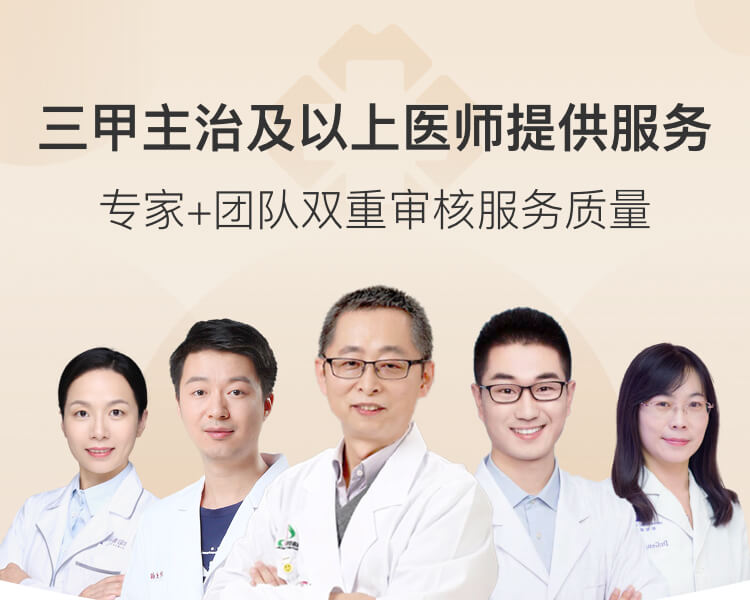 三甲主治及以上医师提供服务
专家+团队双重审核服务质量